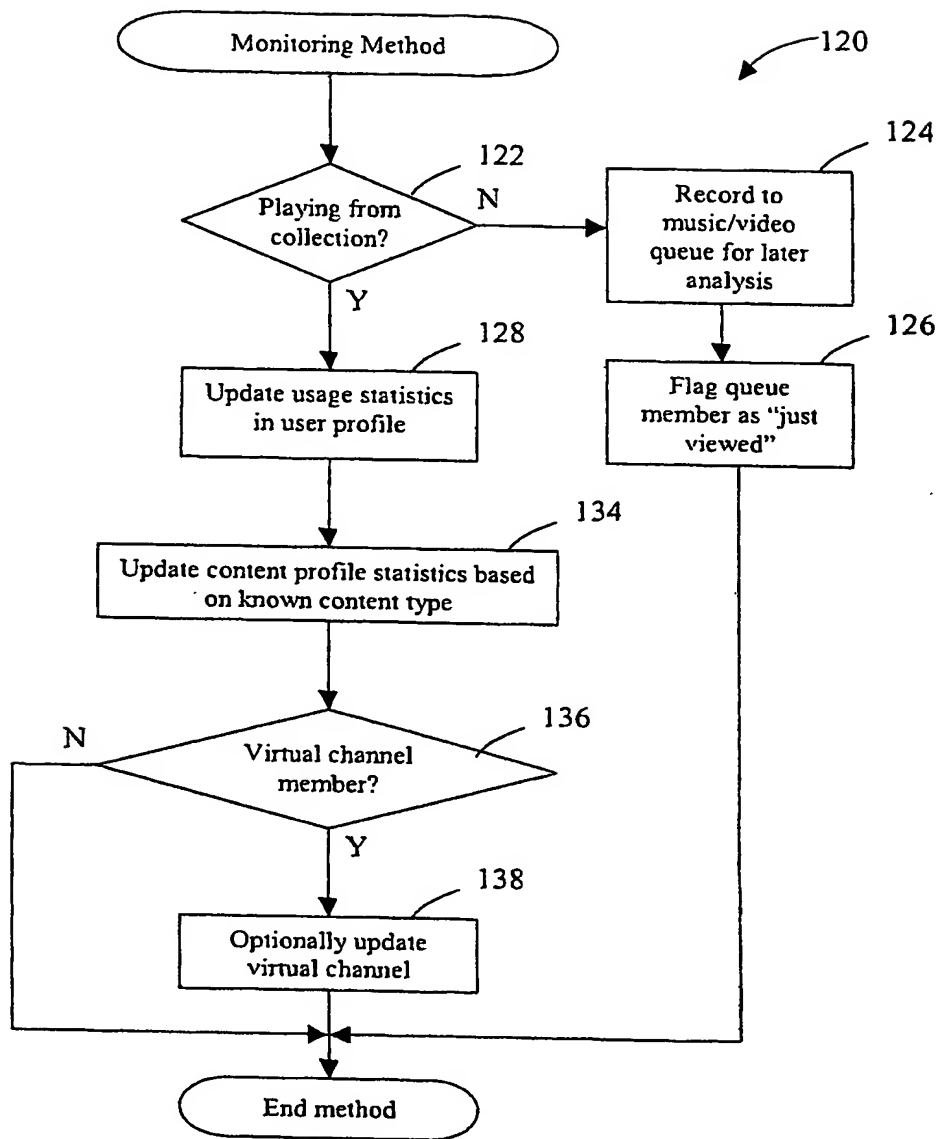 Monitoring Method
120
122
124
Playing from
collection?
N
Record to
music/video
queue for later
analysis
Y
128
126
Update usage statistics
in user profile
Flag queue
member as “just
viewed”
134
Update content profile statistics based
on known content type
136
N
Virtual channel
member?
Y
138
Optionally update
virtual channel
End method